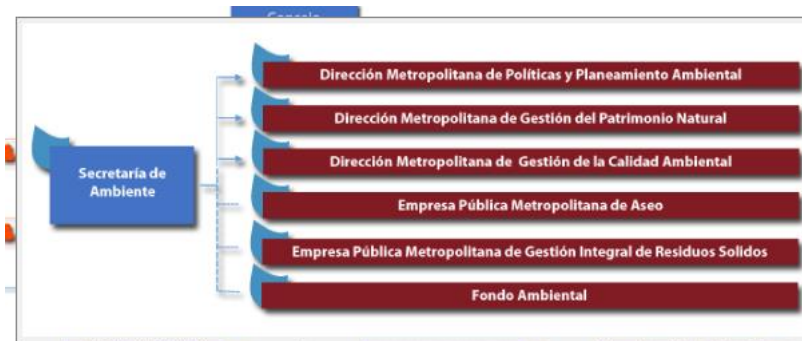 Concejo
Dirección Metropolitana de Políticas y Planeamiento Ambiental
Dirección Metropolitana de Gestión del Patrimonio Natural
Secretaría de
Ambiente
Dirección Metropolitana de Gestión de la Calidad Ambiental
Empresa Pública Metropolitana de Aseo
Empresa Pública Metropolitana de Gestión Integral de Residuos Solidos
Fondo Ambiental